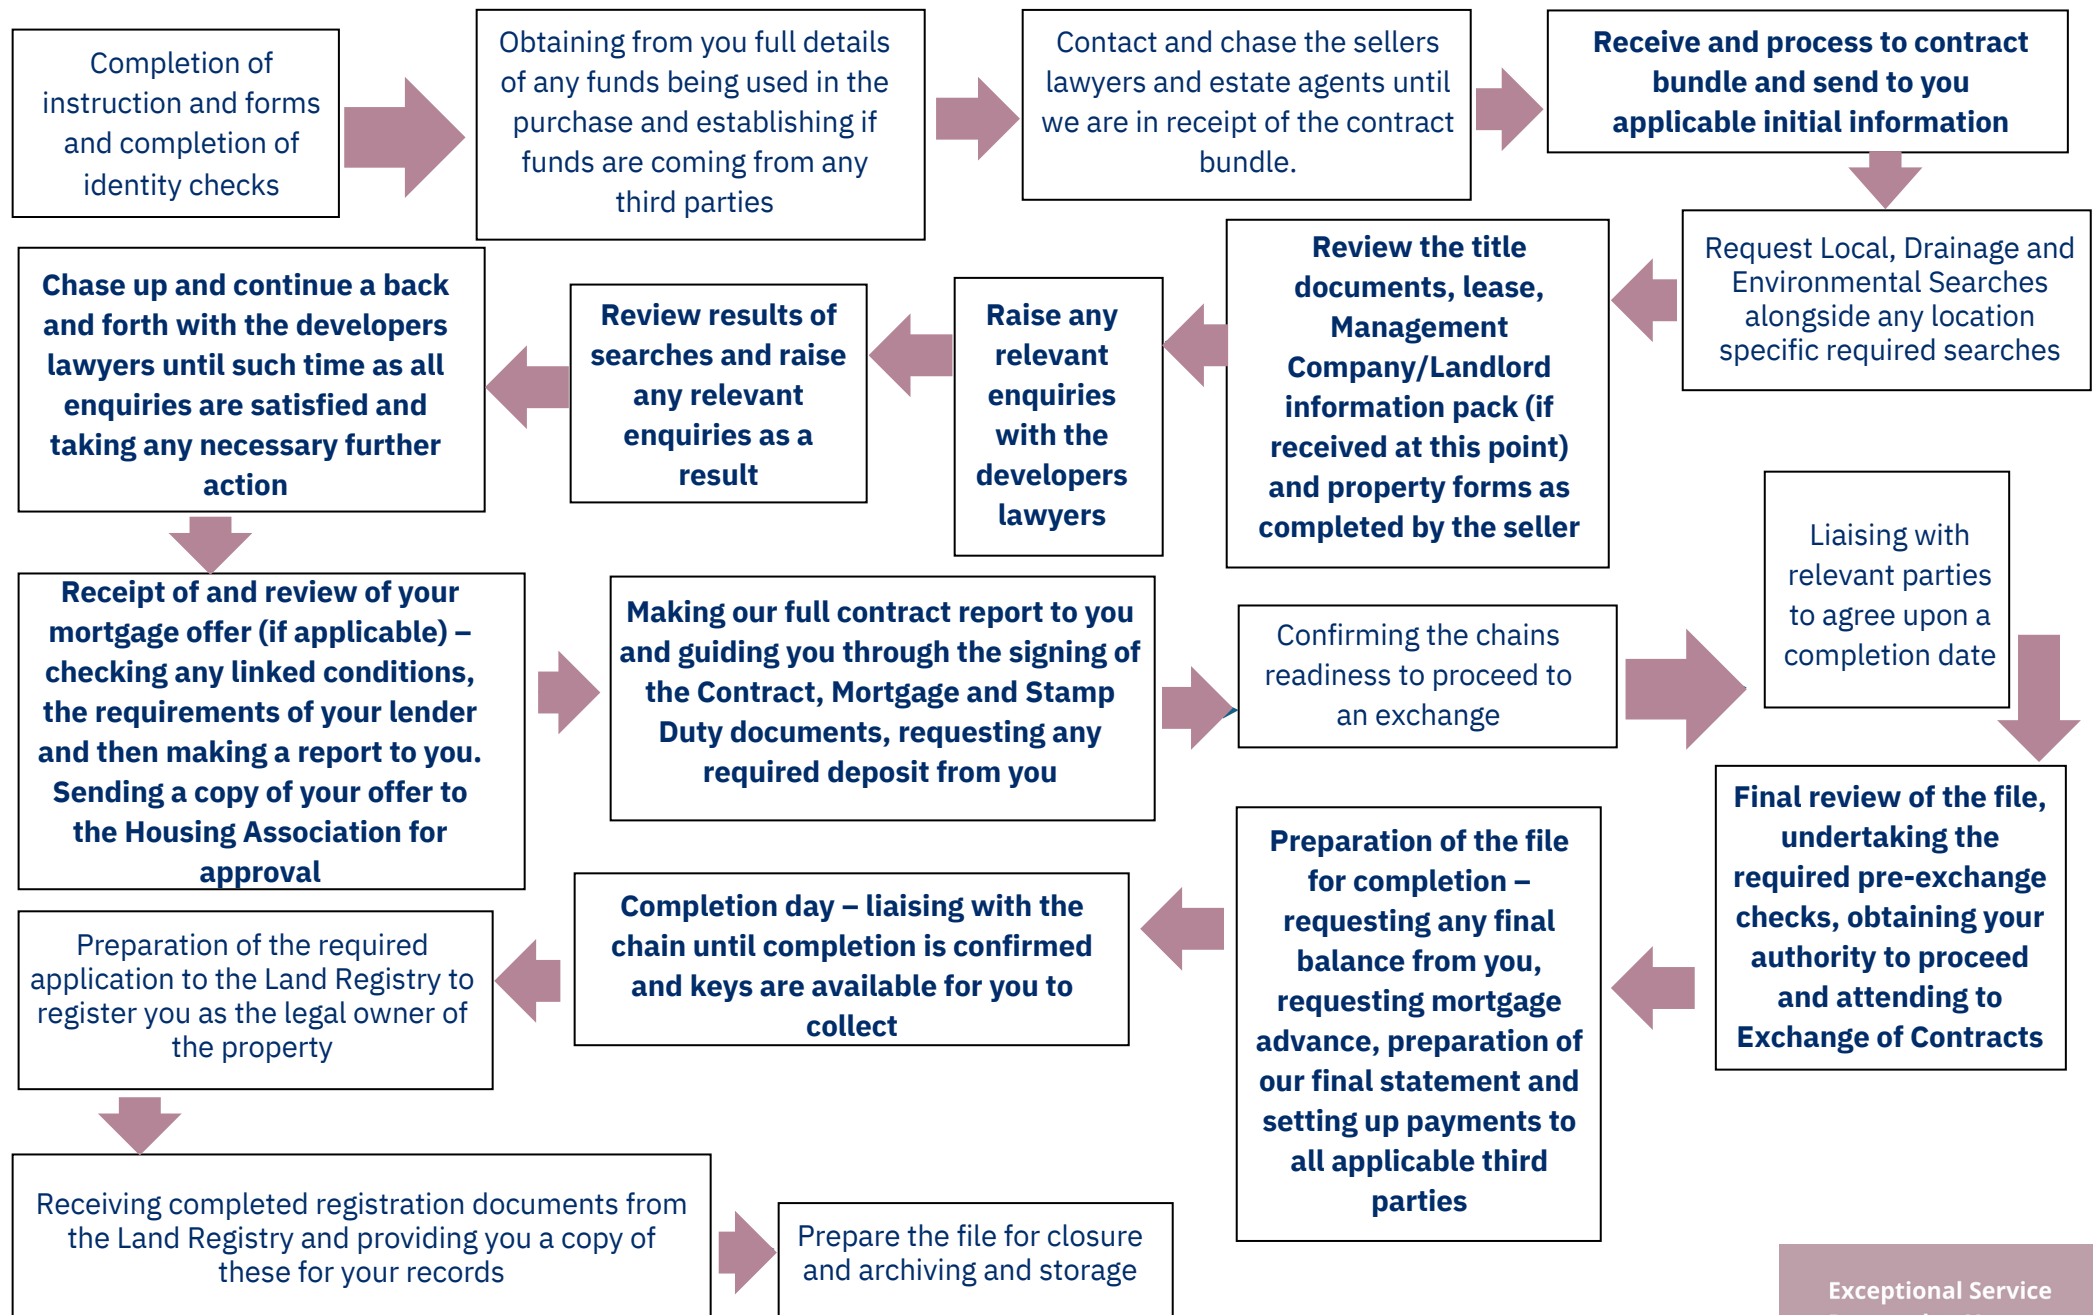 Completion of
instruction and forms
and completion of
identity checks
Obtaining from you full details
of any funds being used in the
purchase and establishing if
funds are coming from any
third parties
Contact and chase the sellers
lawyers and estate agents until
we are in receipt of the contract
bundle.
Receive and process to contract
bundle and send to you
applicable initial information
Request Local, Drainage and
Environmental Searches
alongside any location
specific required searches
Review the title
documents, lease,
Management
Company/Landlord
information pack (if
received at this point)
and property forms as
completed by the seller
Raise any
relevant
enquiries
with the
developers
lawyers
Review results of
searches and raise
any relevant
enquiries as a
result
Chase up and continue a back
and forth with the developers
lawyers until such time as all
enquiries are satisfied and
taking any necessary further
action
Receipt of and review of your
mortgage offer (if applicable) –
checking any linked conditions,
the requirements of your lender
and then making a report to you.
Sending a copy of your offer to
the Housing Association for
approval
Making our full contract report to you
and guiding you through the signing of
the Contract, Mortgage and Stamp
Duty documents, requesting any
required deposit from you
Confirming the chains
readiness to proceed to
an exchange
Liaising with
relevant parties
to agree upon a
completion date
Final review of the file,
undertaking the
required pre-exchange
checks, obtaining your
authority to proceed
and attending to
Exchange of Contracts
Preparation of the file
for completion –
requesting any final
balance from you,
requesting mortgage
advance, preparation of
our final statement and
setting up payments to
all applicable third
parties
Completion day – liaising with the
chain until completion is confirmed
and keys are available for you to
collect
Preparation of the required
application to the Land Registry to
register you as the legal owner of
the property
Receiving completed registration documents from
the Land Registry and providing you a copy of
these for your records
Prepare the file for closure
and archiving and storage
Exceptional Service